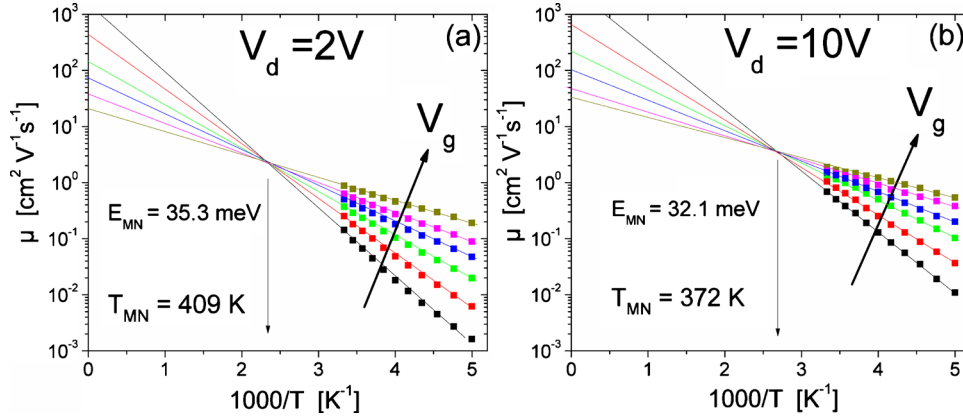 V_d =2V (a)
10³
10²
10¹
10⁰
10⁻¹
10⁻²
10⁻³
μ [cm² V⁻¹s⁻¹]
V_g
E_MN = 35.3 meV
T_MN = 409 K
0 1 2 3 4 5
1000/T [K⁻¹]
V_d =10V (b)
10³
10²
10¹
10⁰
10⁻¹
10⁻²
10⁻³
μ [cm² V⁻¹s⁻¹]
V_g
E_MN = 32.1 meV
T_MN = 372 K
0 1 2 3 4 5
1000/T [K⁻¹]